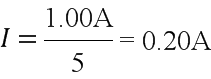 I = 1.00A / 5 = 0.20A